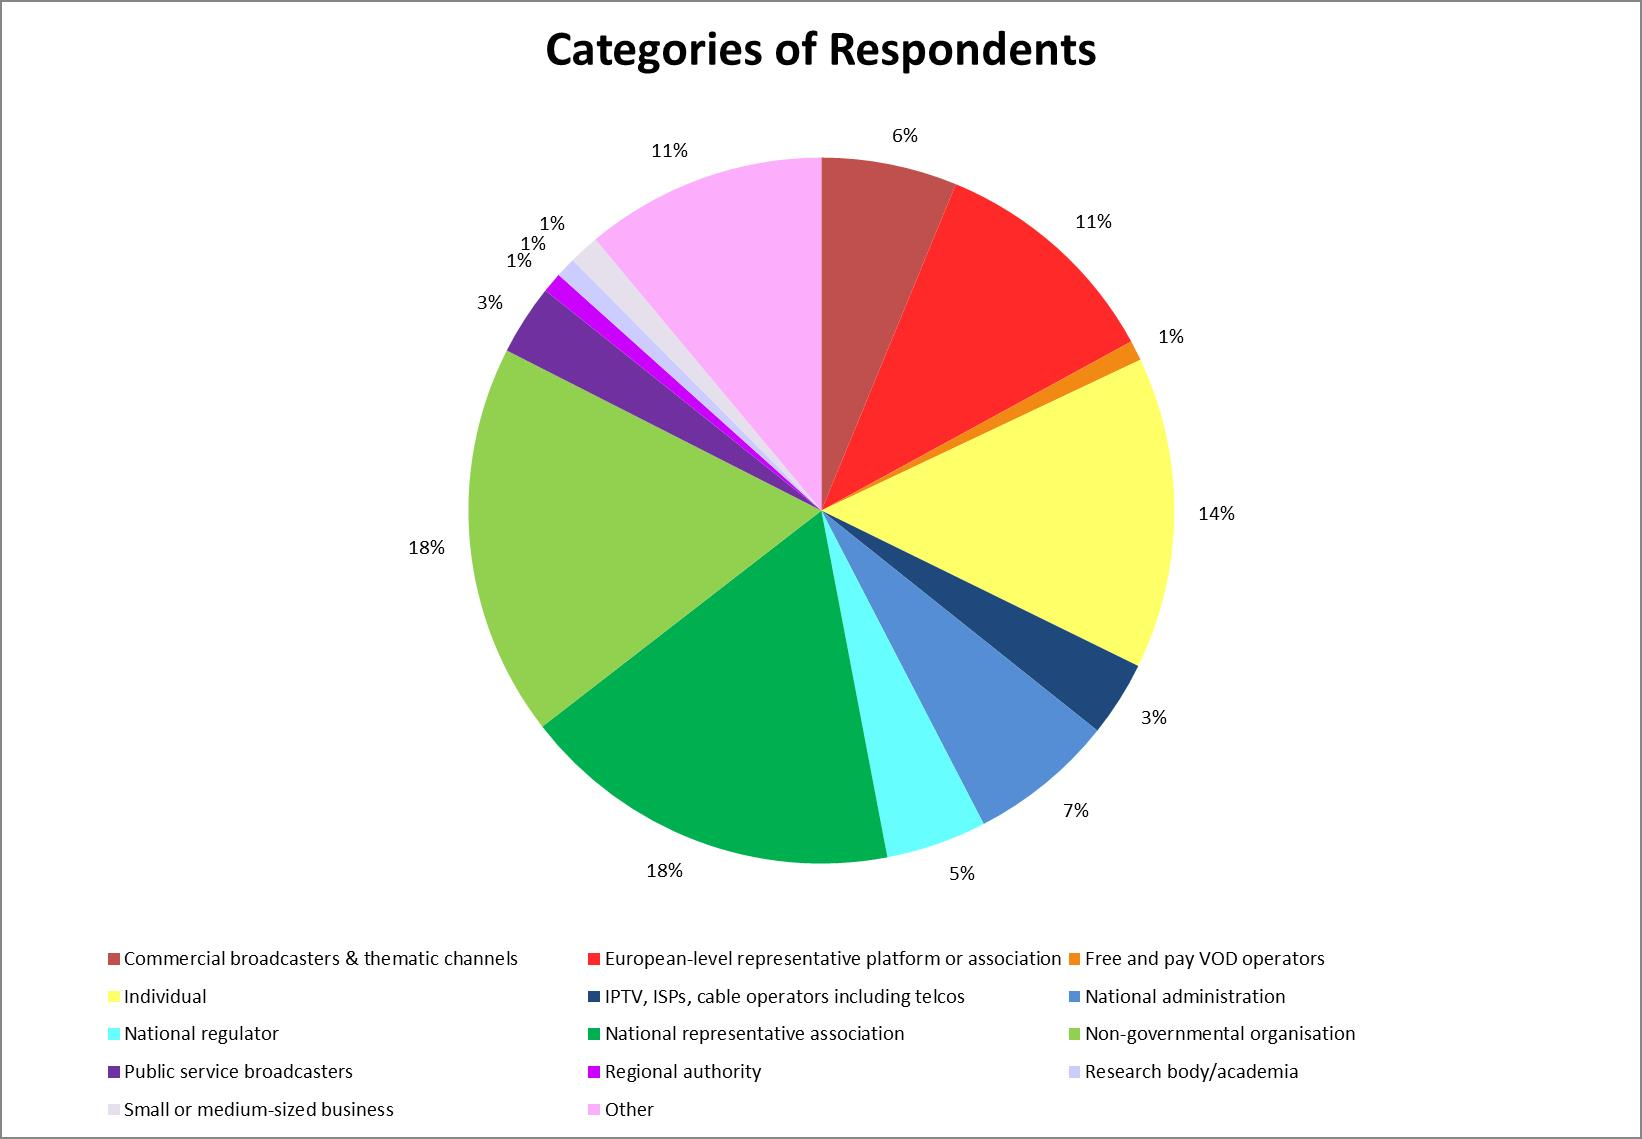 Categories of Respondents
6%
11%
1%
14%
3%
7%
5%
18%
18%
3%
1%
1%
1%
11%
Commercial broadcasters & thematic channels
European-level representative platform or association
Free and pay VOD operators
Individual
IPTV, ISPs, cable operators including telcos
National administration
National regulator
National representative association
Non-governmental organisation
Public service broadcasters
Regional authority
Research body/academia
Small or medium-sized business
Other